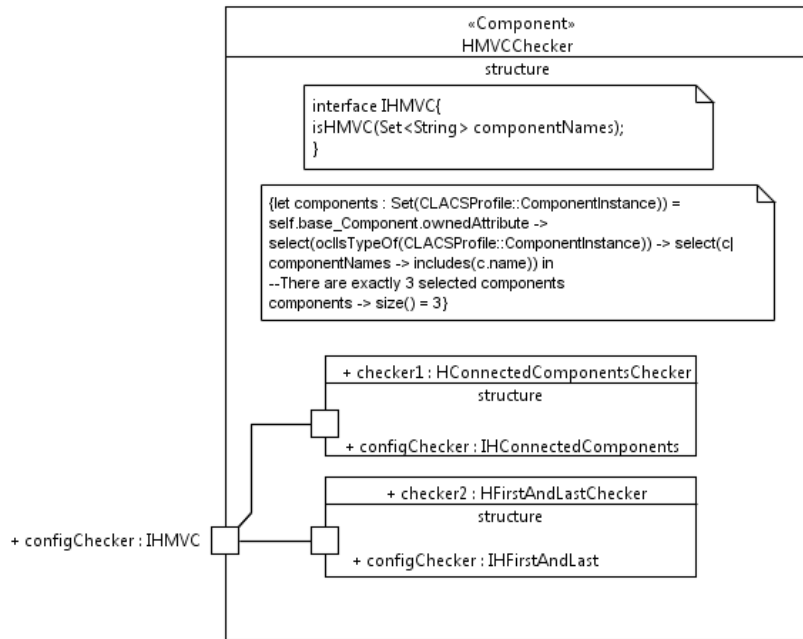 «Component»
HMVCChecker
structure
interface IHMVC{
isHMVC(Set<String> componentNames);
}
{let components : Set(CLACSProfile::ComponentInstance)) =
self.base_Component.ownedAttribute ->
select(oclIsTypeOf(CLACSProfile::ComponentInstance)) -> select(c|
componentNames -> includes(c.name)) in
--There are exactly 3 selected components
components -> size() = 3}
+ checker1 : HConnectedComponentsChecker
structure
+ configChecker : IHConnectedComponents
+ checker2 : HFirstAndLastChecker
structure
+ configChecker : IHFirstAndLast
+ configChecker : IHMVC